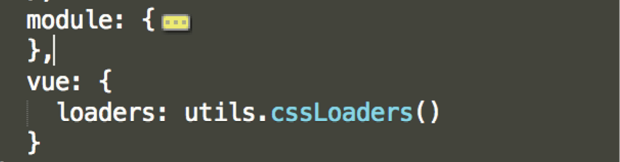 module: {
},
vue: {
loaders: utils.cssLoaders()
}